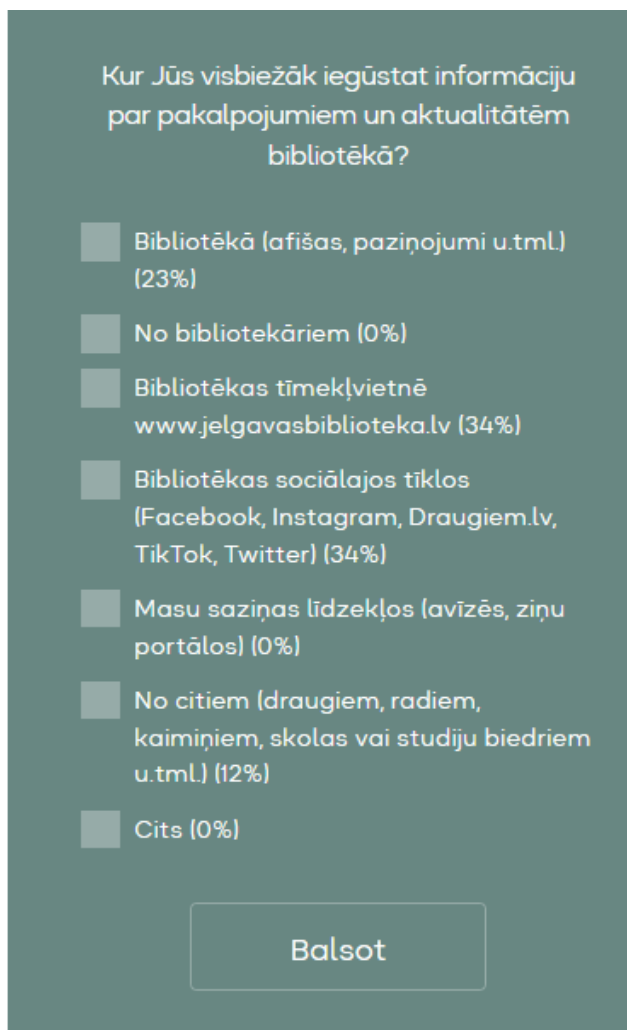 Kur Jūs visbiežāk iegūstat informāciju
par pakalpojumiem un aktualitātēm
bibliotēkā?
Bibliotēkā (afišas, paziņojumi u.tml.)
(23%)
No bibliotekāriem (0%)
Bibliotēkas tīmekļvietnē
www.jelgavasbiblioteka.lv (34%)
Bibliotēkas sociālajos tīklos
(Facebook, Instagram, Draugiem.lv,
TikTok, Twitter) (34%)
Masu saziņas līdzekļos (avīzēs, ziņu
portālos) (0%)
No citiem (draugiem, radiem,
kaimiņiem, skolas vai studiju biedriem
u.tml.) (12%)
Cits (0%)
Balsot